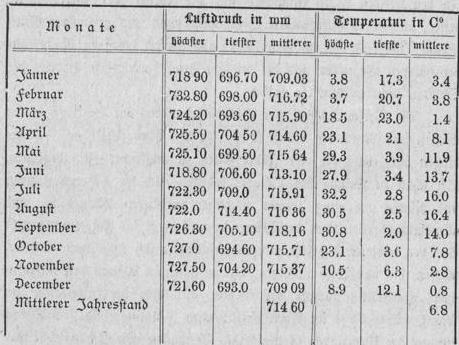 Monate Luftdruck in mm Temperatur in C°
höchster tiefster mittlerer höchste tiefste mittlere
Jänner 718 90 696.70 709.03 3.8 17.3 3.4
Februar 732.80 698.00 716.72 3.7 20.7 3.8
März 724.20 693.60 715.90 18 5 23.0 1.4
April 725.50 704 50 714.60 23.1 2.1 8.1
Mai 725.10 699.50 715 64 29.3 3.9 11.9
Juni 718.80 706.60 713.10 27.9 3.4 13.7
Juli 722.30 709.0 715.91 32.2 2.8 16.0
August 722.0 714.40 716 36 30 5 2.5 16.4
September 726.30 705.10 718.16 30.8 2.0 14.0
October 727.0 694.60 715.71 23.1 3.6 7.8
November 727.50 704.20 715.37 10.5 6.3 2.8
December 721.60 693.0 709 09 8.9 12.1 0.8
Mittlerer Jahresstand 714 60 6.8